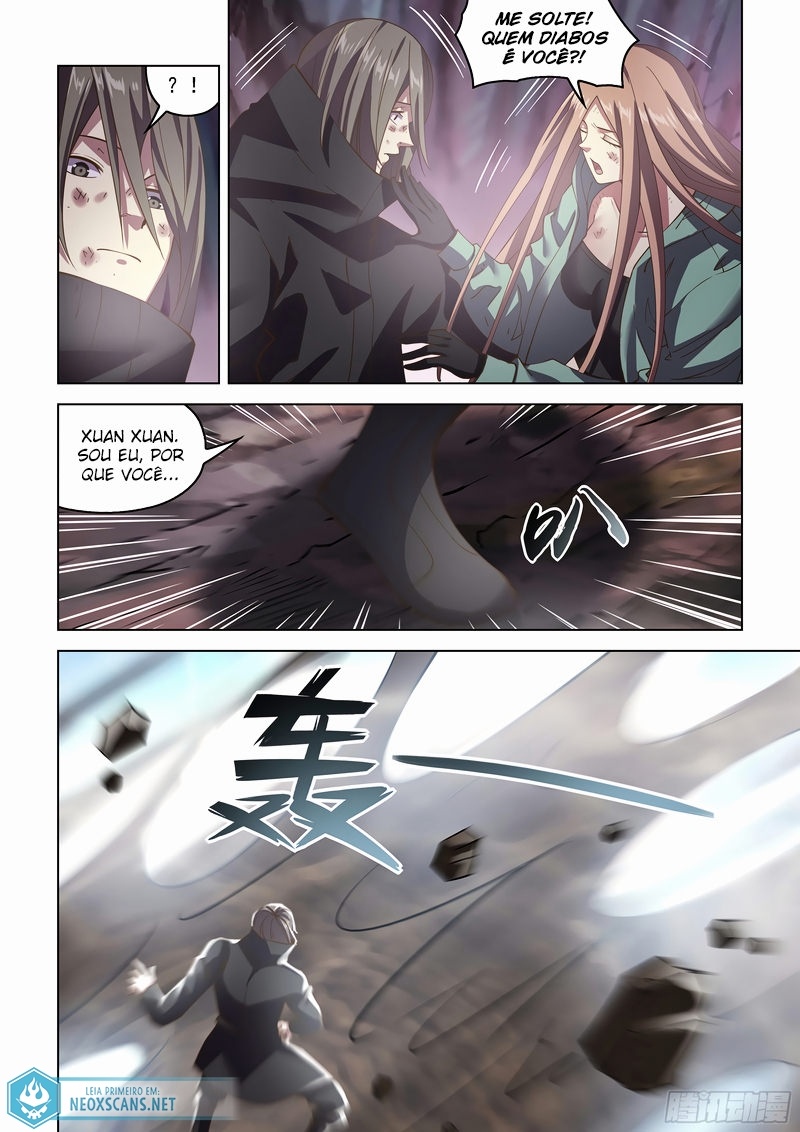 ME SOLTE!
QUEM DIABOS
É VOCÊ?!
? !
XUAN XUAN.
SOU EU, POR
QUE VOCÊ...
叭
轰
LEIA PRIMEIRO EM:
NEOXSCANS.NET
腾讯动漫